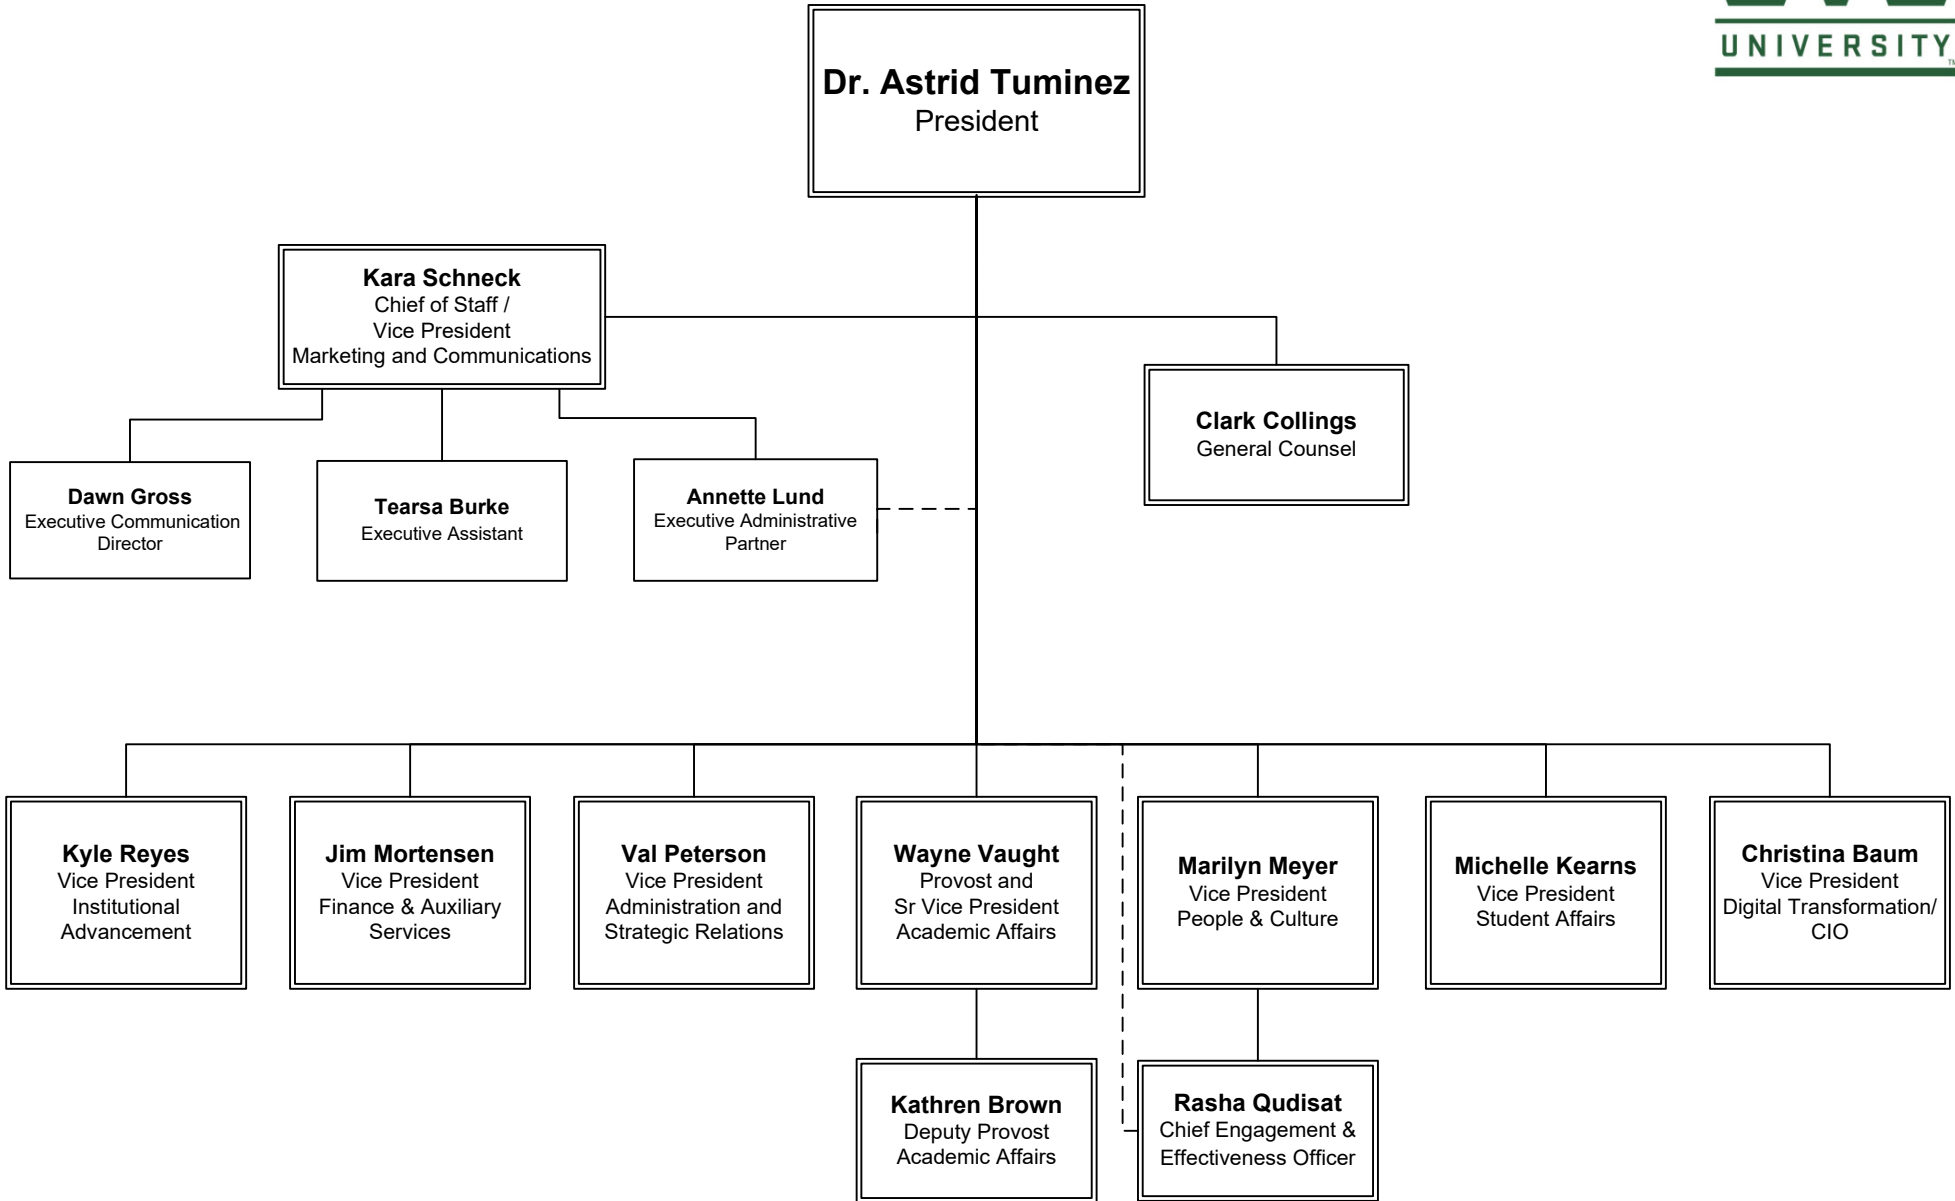 UNIVERSITY
TM
Dr. Astrid Tuminez
President
Kara Schneck
Chief of Staff /
Vice President
Marketing and Communications
Clark Collings
General Counsel
Dawn Gross
Executive Communication
Director
Tearsa Burke
Executive Assistant
Annette Lund
Executive Administrative
Partner
Kyle Reyes
Vice President
Institutional
Advancement
Jim Mortensen
Vice President
Finance & Auxiliary
Services
Val Peterson
Vice President
Administration and
Strategic Relations
Wayne Vaught
Provost and
Sr Vice President
Academic Affairs
Marilyn Meyer
Vice President
People & Culture
Michelle Kearns
Vice President
Student Affairs
Christina Baum
Vice President
Digital Transformation/
CIO
Kathren Brown
Deputy Provost
Academic Affairs
Rasha Qudisat
Chief Engagement &
Effectiveness Officer